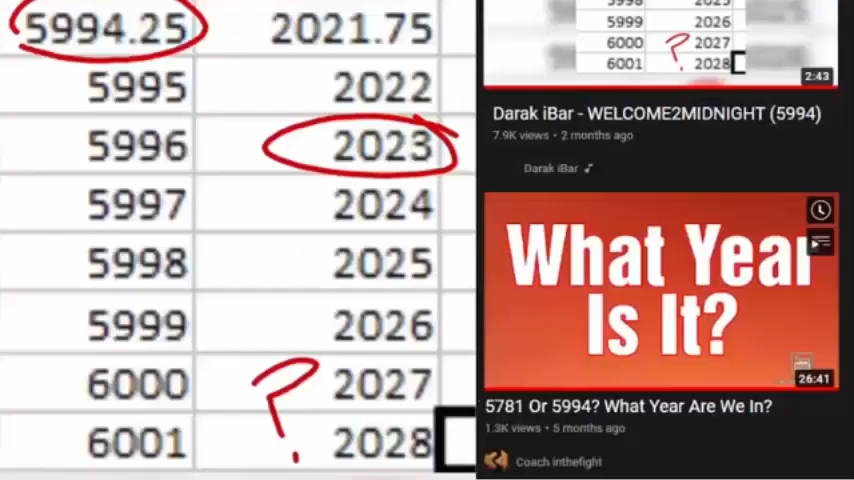 5994.25 2021.75
5995 2022
5996 2023
5997 2024
5998 2025
5999 2026
6000 ? 2027
6001 2028
5998 2025
5999 2026
6000 ? 2027
6001 2028
2:43
Darak iBar - WELCOME2MIDNIGHT (5994)
7.9K views • 2 months ago
Darak iBar
What Year
Is It?
26:41
5781 Or 5994? What Year Are We In?
1.3K views • 5 months ago
Coach inthefight